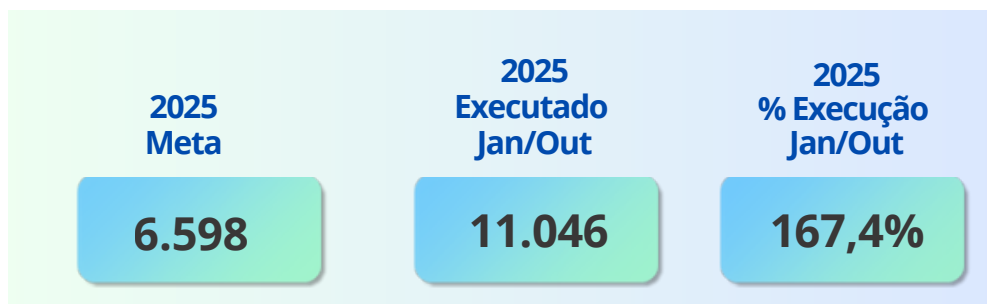 2025
Meta
6.598
2025
Executado
Jan/Out
11.046
2025
% Execução
Jan/Out
167,4%